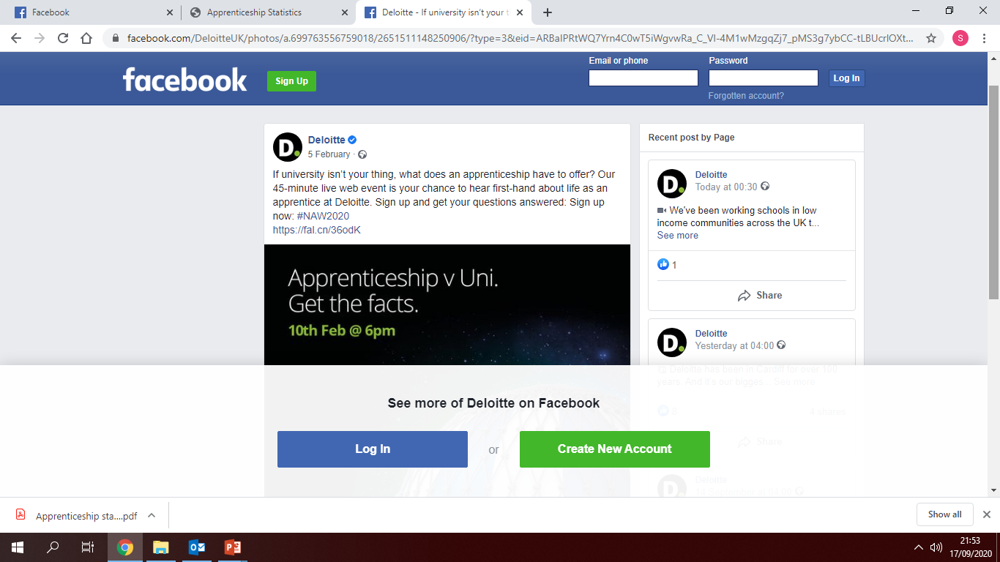 Facebook
Apprenticeship Statistics
Deloitte - If university isn't your t
facebook.com/DeloitteUK/photos/a.699763556759018/2651511148250906/?type=3&eid=ARBalPRtWQ7Yrn4C0wT5iWgvwRa_C_VI-4M1wMzgqZj7_pMS3g7ybCC-tLBUcrlOXt...
S
Email or phone
Password
facebook
Sign Up
Log In
Forgotten account?
D.
Deloitte
5 February ·
If university isn't your thing, what does an apprenticeship have to offer? Our
45-minute live web event is your chance to hear first-hand about life as an
apprentice at Deloitte. Sign up and get your questions answered: Sign up
now: #NAW2020
https://fal.cn/36odK
Apprenticeship v Uni.
Get the facts.
10th Feb @ 6pm
Recent post by Page
D.
Deloitte
Today at 00:30
We've been working schools in low
income communities across the UK t...
See more
1
Share
D.
Deloitte
Yesterday at 04:00
Deloitte has been in Cardiff for over 100
years. And it's our bigges... See more
6
4 shares
Share
Deloitte
See more of Deloitte on Facebook
Log In
or
Create New Account
Apprenticeship sta....pdf
Show all
21:53
17/09/2020